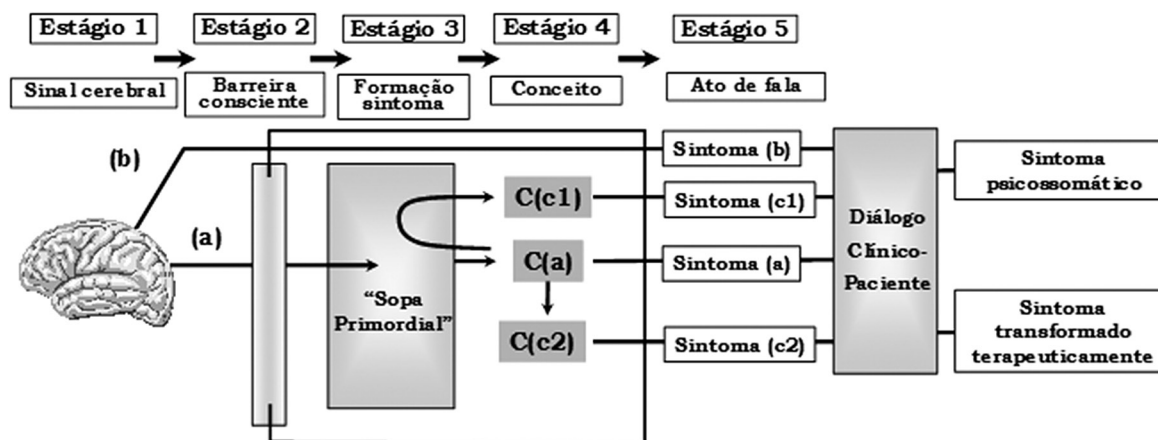 Estágio 1
Estágio 2
Estágio 3
Estágio 4
Estágio 5
Sinal cerebral
Barreira
consciente
Formação
sintoma
Conceito
Ato de fala
(b)
(a)
“Sopa
Primordial”
C(c1)
C(a)
C(c2)
Sintoma (b)
Sintoma (c1)
Sintoma (a)
Sintoma (c2)
Diálogo
Clínico-
Paciente
Sintoma
psicossomático
Sintoma
transformado
terapeuticamente